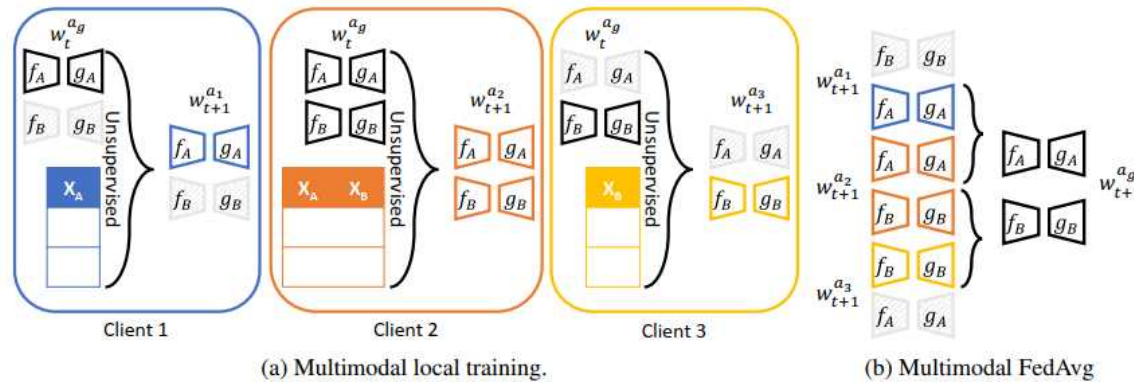 w_t^{a_g}
f_A g_A
f_B g_B
Unsupervised
w_{t+1}^{a_1}
f_A g_A
f_B g_B
X_A
Client 1
w_t^{a_g}
f_A g_A
f_B g_B
Unsupervised
w_{t+1}^{a_2}
f_A g_A
f_B g_B
X_A X_B
Client 2
w_t^{a_g}
f_A g_A
f_B g_B
Unsupervised
w_{t+1}^{a_3}
f_A g_A
f_B g_B
X_B
Client 3
(a) Multimodal local training.
f_B g_B
w_{t+1}^{a_1}
f_A g_A
f_A g_A
w_{t+1}^{a_2}
f_B g_B
f_B g_B
w_{t+1}^{a_3}
f_A g_A
f_A g_A
f_B g_B
w_{t+}^{a_g}
(b) Multimodal FedAvg